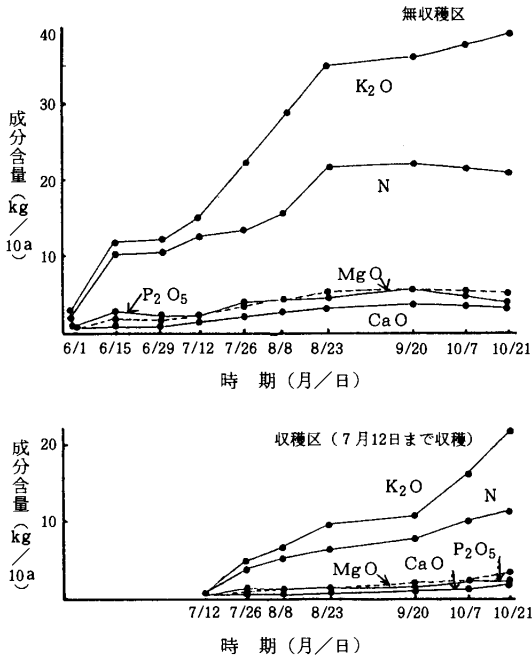 無収穫区
40
30
20
10
成分含量(kg/10a)
K₂O
N
P₂O₅
MgO
CaO
6/1 6/15 6/29 7/12 7/26 8/8 8/23 9/20 10/7 10/21
時 期(月/日)
収穫区(7月12日まで収穫)
20
10
成分含量(kg/10a)
K₂O
N
MgO
CaO
P₂O₅
7/12 7/26 8/8 8/23 9/20 10/7 10/21
時 期(月/日)